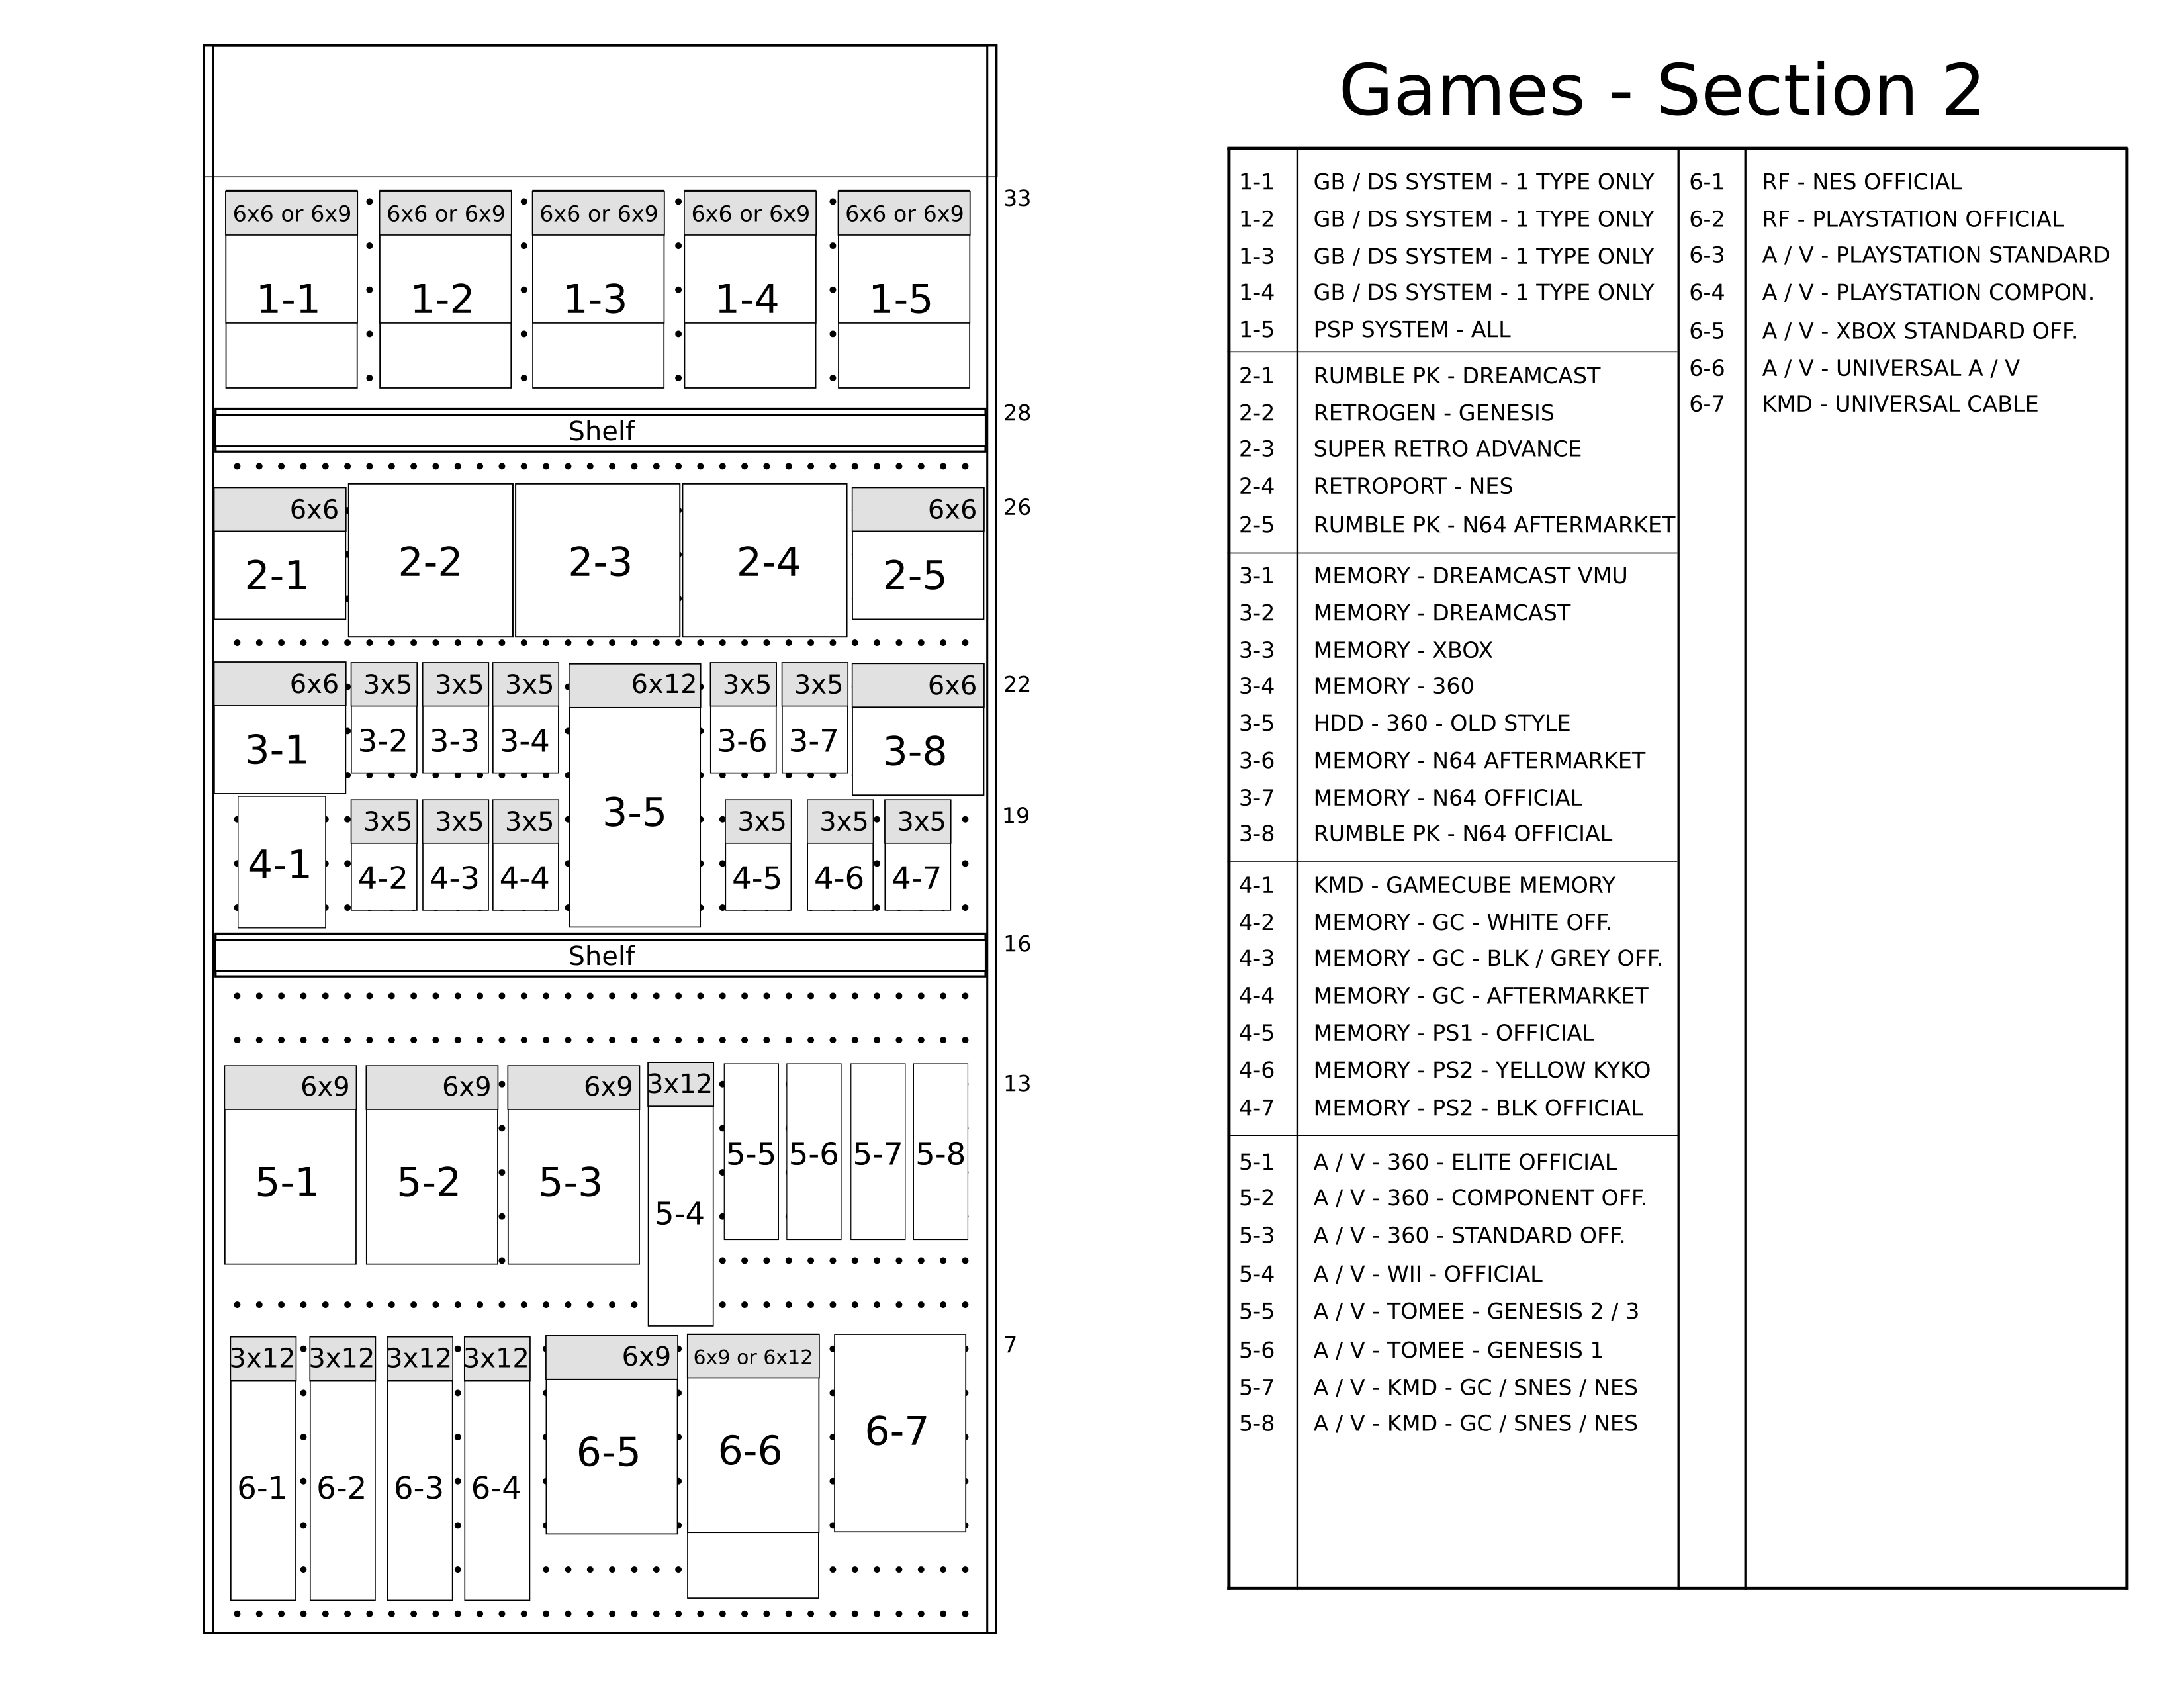 Games - Section 2
6x6 or 6x9 6x6 or 6x9 6x6 or 6x9 6x6 or 6x9 6x6 or 6x9 33
1-1 1-2 1-3 1-4 1-5
28
Shelf
6x6 6x6 26
2-1 2-2 2-3 2-4 2-5
6x6 3x5 3x5 3x5 6x12 3x5 3x5 6x6 22
3-1 3-2 3-3 3-4 3-6 3-7 3-8
3-5
3x5 3x5 3x5 3x5 3x5 3x5 19
4-1 4-2 4-3 4-4 4-5 4-6 4-7
16
Shelf
6x9 6x9 6x9 3x12 13
5-1 5-2 5-3 5-4 5-5 5-6 5-7 5-8
3x12 3x12 3x12 3x12 6x9 6x9 or 6x12 7
6-1 6-2 6-3 6-4 6-5 6-6 6-7
1-1 GB / DS SYSTEM - 1 TYPE ONLY
1-2 GB / DS SYSTEM - 1 TYPE ONLY
1-3 GB / DS SYSTEM - 1 TYPE ONLY
1-4 GB / DS SYSTEM - 1 TYPE ONLY
1-5 PSP SYSTEM - ALL
2-1 RUMBLE PK - DREAMCAST
2-2 RETROGEN - GENESIS
2-3 SUPER RETRO ADVANCE
2-4 RETROPORT - NES
2-5 RUMBLE PK - N64 AFTERMARKET
3-1 MEMORY - DREAMCAST VMU
3-2 MEMORY - DREAMCAST
3-3 MEMORY - XBOX
3-4 MEMORY - 360
3-5 HDD - 360 - OLD STYLE
3-6 MEMORY - N64 AFTERMARKET
3-7 MEMORY - N64 OFFICIAL
3-8 RUMBLE PK - N64 OFFICIAL
4-1 KMD - GAMECUBE MEMORY
4-2 MEMORY - GC - WHITE OFF.
4-3 MEMORY - GC - BLK / GREY OFF.
4-4 MEMORY - GC - AFTERMARKET
4-5 MEMORY - PS1 - OFFICIAL
4-6 MEMORY - PS2 - YELLOW KYKO
4-7 MEMORY - PS2 - BLK OFFICIAL
5-1 A / V - 360 - ELITE OFFICIAL
5-2 A / V - 360 - COMPONENT OFF.
5-3 A / V - 360 - STANDARD OFF.
5-4 A / V - WII - OFFICIAL
5-5 A / V - TOMEE - GENESIS 2 / 3
5-6 A / V - TOMEE - GENESIS 1
5-7 A / V - KMD - GC / SNES / NES
5-8 A / V - KMD - GC / SNES / NES
6-1 RF - NES OFFICIAL
6-2 RF - PLAYSTATION OFFICIAL
6-3 A / V - PLAYSTATION STANDARD
6-4 A / V - PLAYSTATION COMPON.
6-5 A / V - XBOX STANDARD OFF.
6-6 A / V - UNIVERSAL A / V
6-7 KMD - UNIVERSAL CABLE